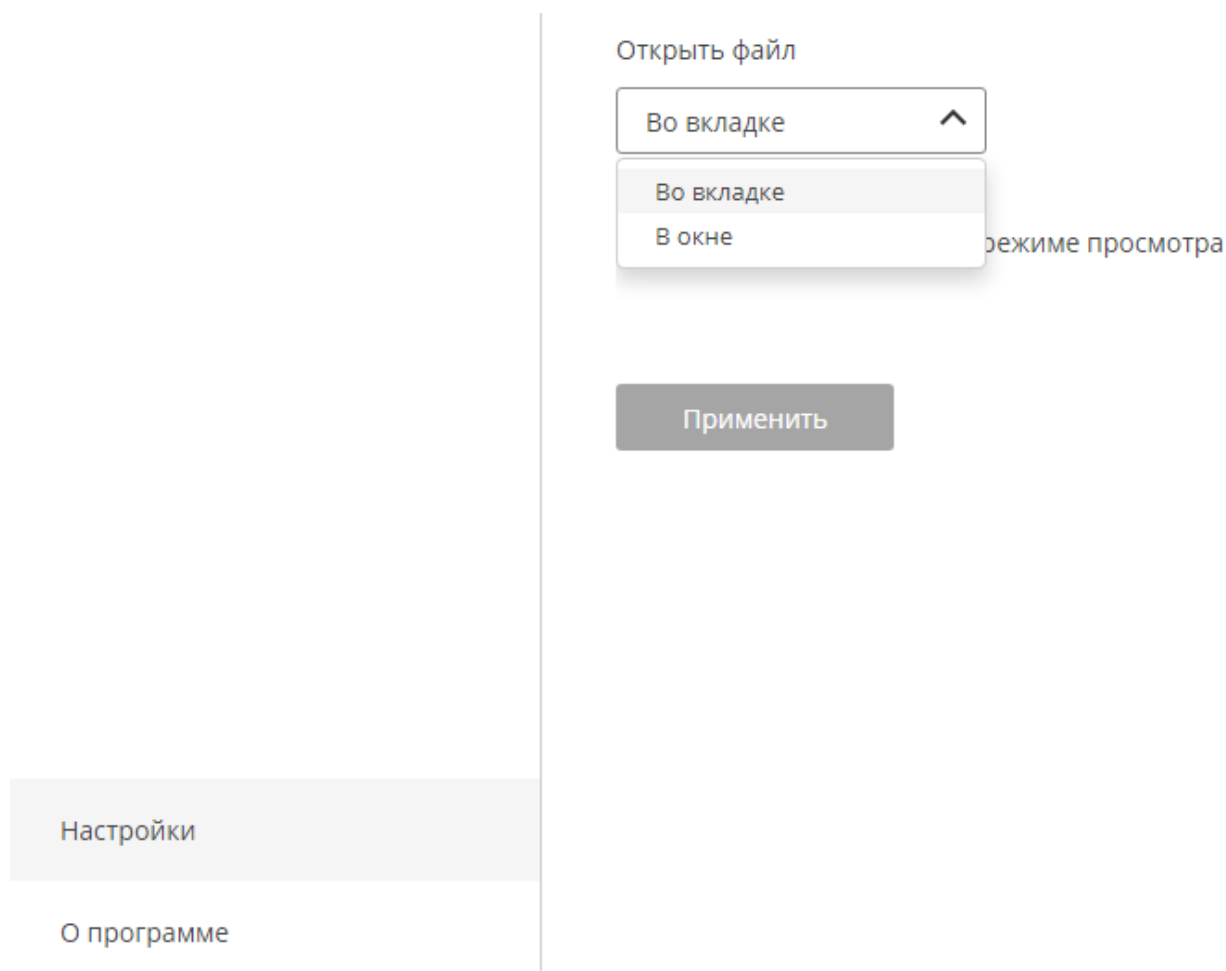 Открыть файл
Во вкладке
Во вкладке
В окне
режиме просмотра
Применить
Настройки
О программе